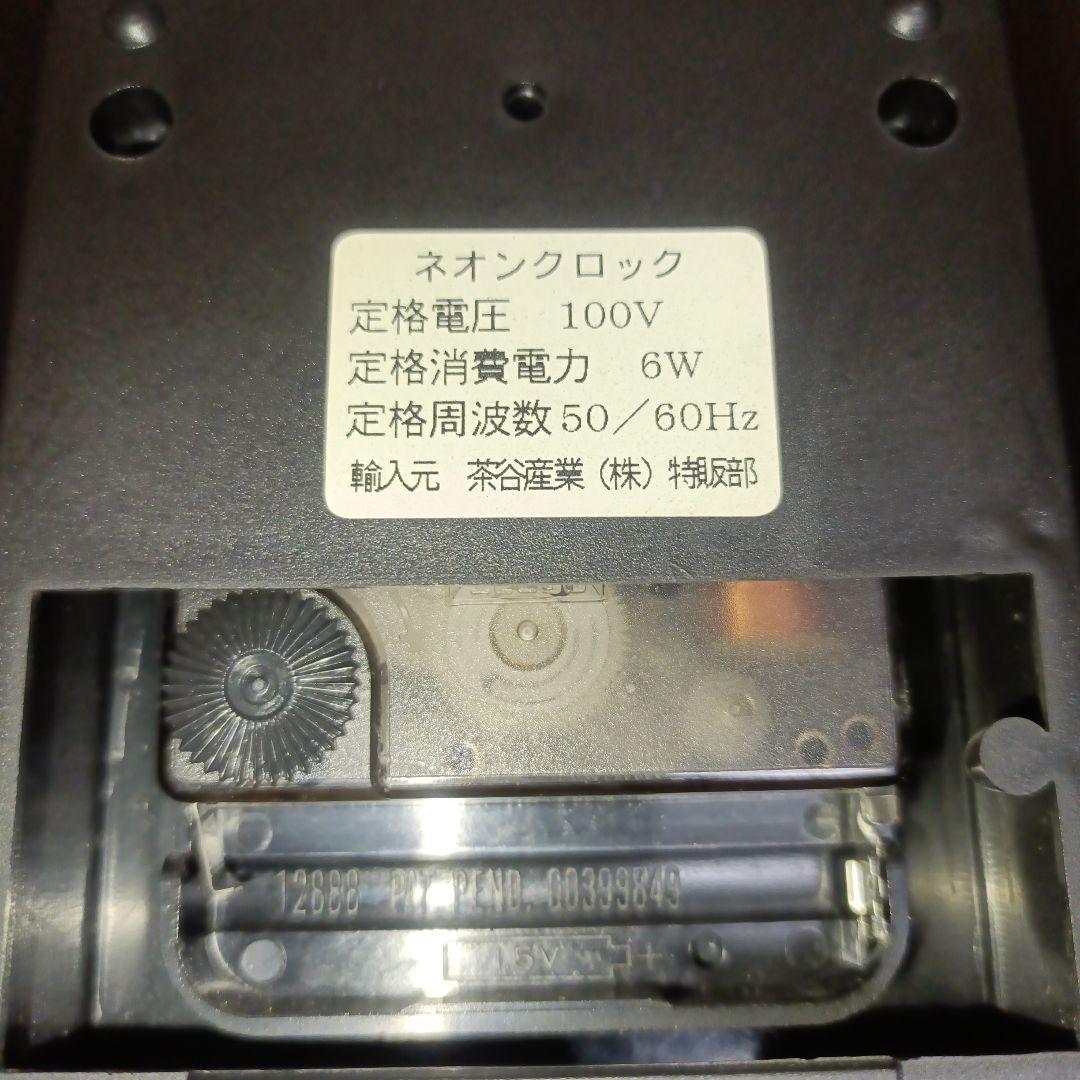 ネオンクロック
定格電圧 100V
定格消費電力 6W
定格周波数 50／60Hz
輸入元 茶谷産業（株）特販部
12888 PAT PEND. 00399849
1.5V +